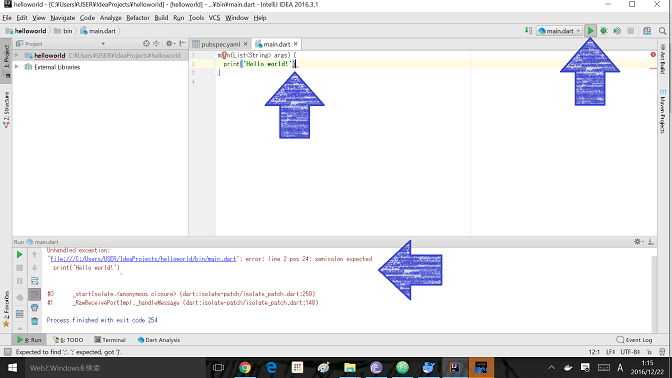 helloworld - [C:¥Users¥USER¥IdeaProjects¥helloworld] - [helloworld] - ...¥bin¥main.dart - IntelliJ IDEA 2016.3.1
File Edit View Navigate Code Analyze Refactor Build Run Tools VCS Window Help
helloworld bin main.dart
main.dart
Project
pubspec.yaml main.dart
helloworld C:¥Users¥USER¥IdeaProjects¥helloworld
External Libraries
1: Project
2: Structure
2: Favorites
Ant Build
Maven Projects
1
2
3
4
(List<String> args) {
print('Hello world!')
}
Run main.dart
Unhandled exception:
'file:///C:/Users/USER/IdeaProjects/helloworld/bin/main.dart': error: line 2 pos 24: semicolon expected
print('Hello world!')
#0 _startIsolate.<anonymous closure> (dart:isolate-patch/isolate_patch.dart:259)
#1 _RawReceivePortImpl._handleMessage (dart:isolate-patch/isolate_patch.dart:148)
Process finished with exit code 254
4: Run 6: TODO Terminal Dart Analysis Event Log
12:1 LF÷ UTF-8÷
WebとWindowsを検索
1:15
2016/12/22